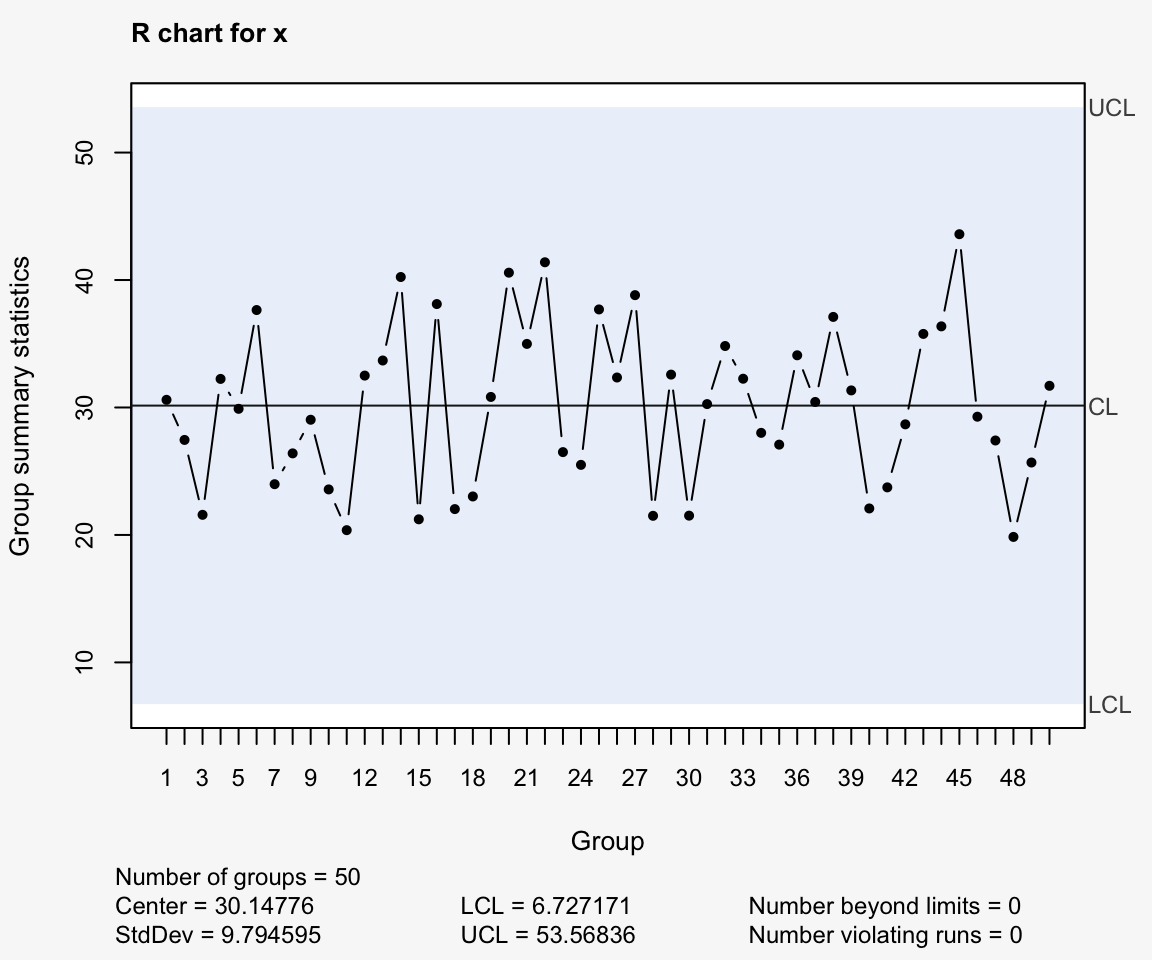 R chart for x
UCL
50
40
Group summary statistics
30
CL
20
10
LCL
1 3 5 7 9 12 15 18 21 24 27 30 33 36 39 42 45 48
Group
Number of groups = 50
Center = 30.14776 LCL = 6.727171 Number beyond limits = 0
StdDev = 9.794595 UCL = 53.56836 Number violating runs = 0